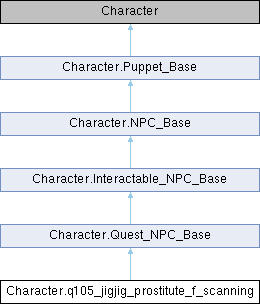 Character
Character.Puppet_Base
Character.NPC_Base
Character.Interactable_NPC_Base
Character.Quest_NPC_Base
Character.q105_jigjig_prostitute_f_scanning